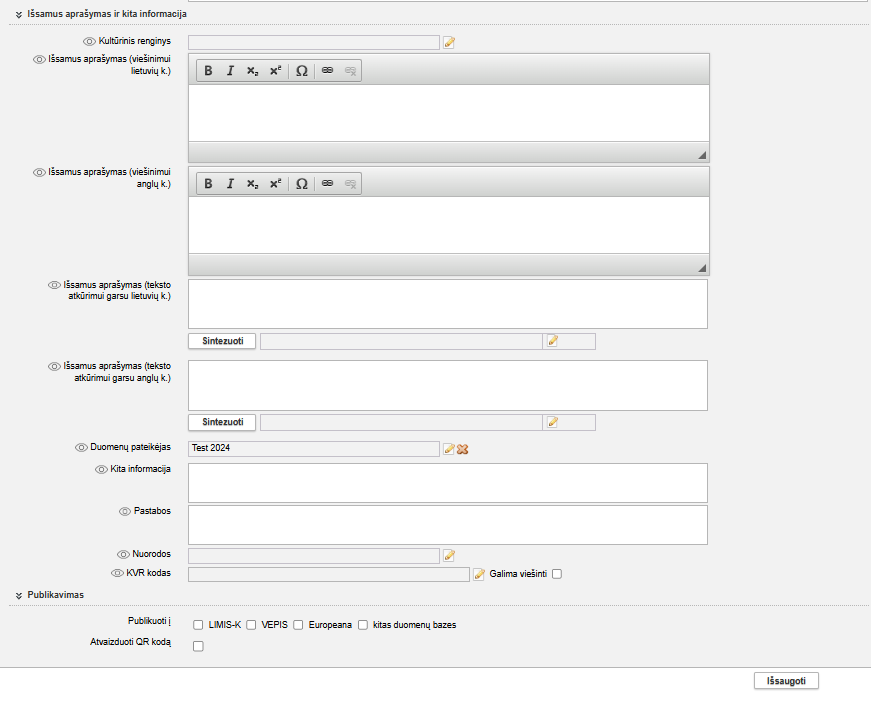 Išsamus aprašymas ir kita informacija
Kultūrinis renginys
Išsamus aprašymas (viešinimui
lietuvių k.)
B I x₂ x² Ω
Išsamus aprašymas (viešinimui
anglų k.)
B I x₂ x² Ω
Išsamus aprašymas (teksto
atkūrimui garsu lietuvių k.)
Sintezuoti
Išsamus aprašymas (teksto
atkūrimui garsu anglų k.)
Sintezuoti
Duomenų pateikėjas Test 2024
Kita informacija
Pastabos
Nuorodos
KVR kodas Galima viešinti
Publikavimas
Publikuoti į LIMIS-K VEPIS Europeana kitas duomenų bazes
Atvaizduoti QR kodą
Išsaugoti